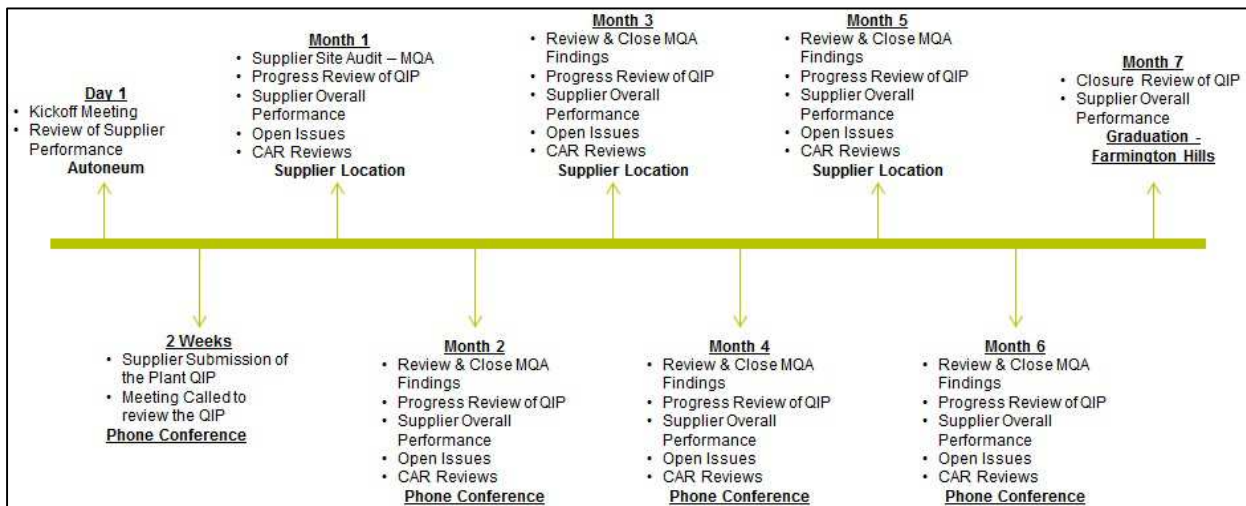 Day 1
• Kickoff Meeting
• Review of Supplier
Performance
Autoneum
Month 1
• Supplier Site Audit – MQA
• Progress Review of QIP
• Supplier Overall
Performance
• Open Issues
• CAR Reviews
Supplier Location
Month 3
• Review & Close MQA
Findings
• Progress Review of QIP
• Supplier Overall
Performance
• Open Issues
• CAR Reviews
Supplier Location
Month 5
• Review & Close MQA
Findings
• Progress Review of QIP
• Supplier Overall
Performance
• Open Issues
• CAR Reviews
Supplier Location
Month 7
• Closure Review of QIP
• Supplier Overall
Performance
Graduation -
Farmington Hills
2 Weeks
• Supplier Submission of
the Plant QIP
• Meeting Called to
review the QIP
Phone Conference
Month 2
• Review & Close MQA
Findings
• Progress Review of QIP
• Supplier Overall
Performance
• Open Issues
• CAR Reviews
Phone Conference
Month 4
• Review & Close MQA
Findings
• Progress Review of QIP
• Supplier Overall
Performance
• Open Issues
• CAR Reviews
Phone Conference
Month 6
• Review & Close MQA
Findings
• Progress Review of QIP
• Supplier Overall
Performance
• Open Issues
• CAR Reviews
Phone Conference